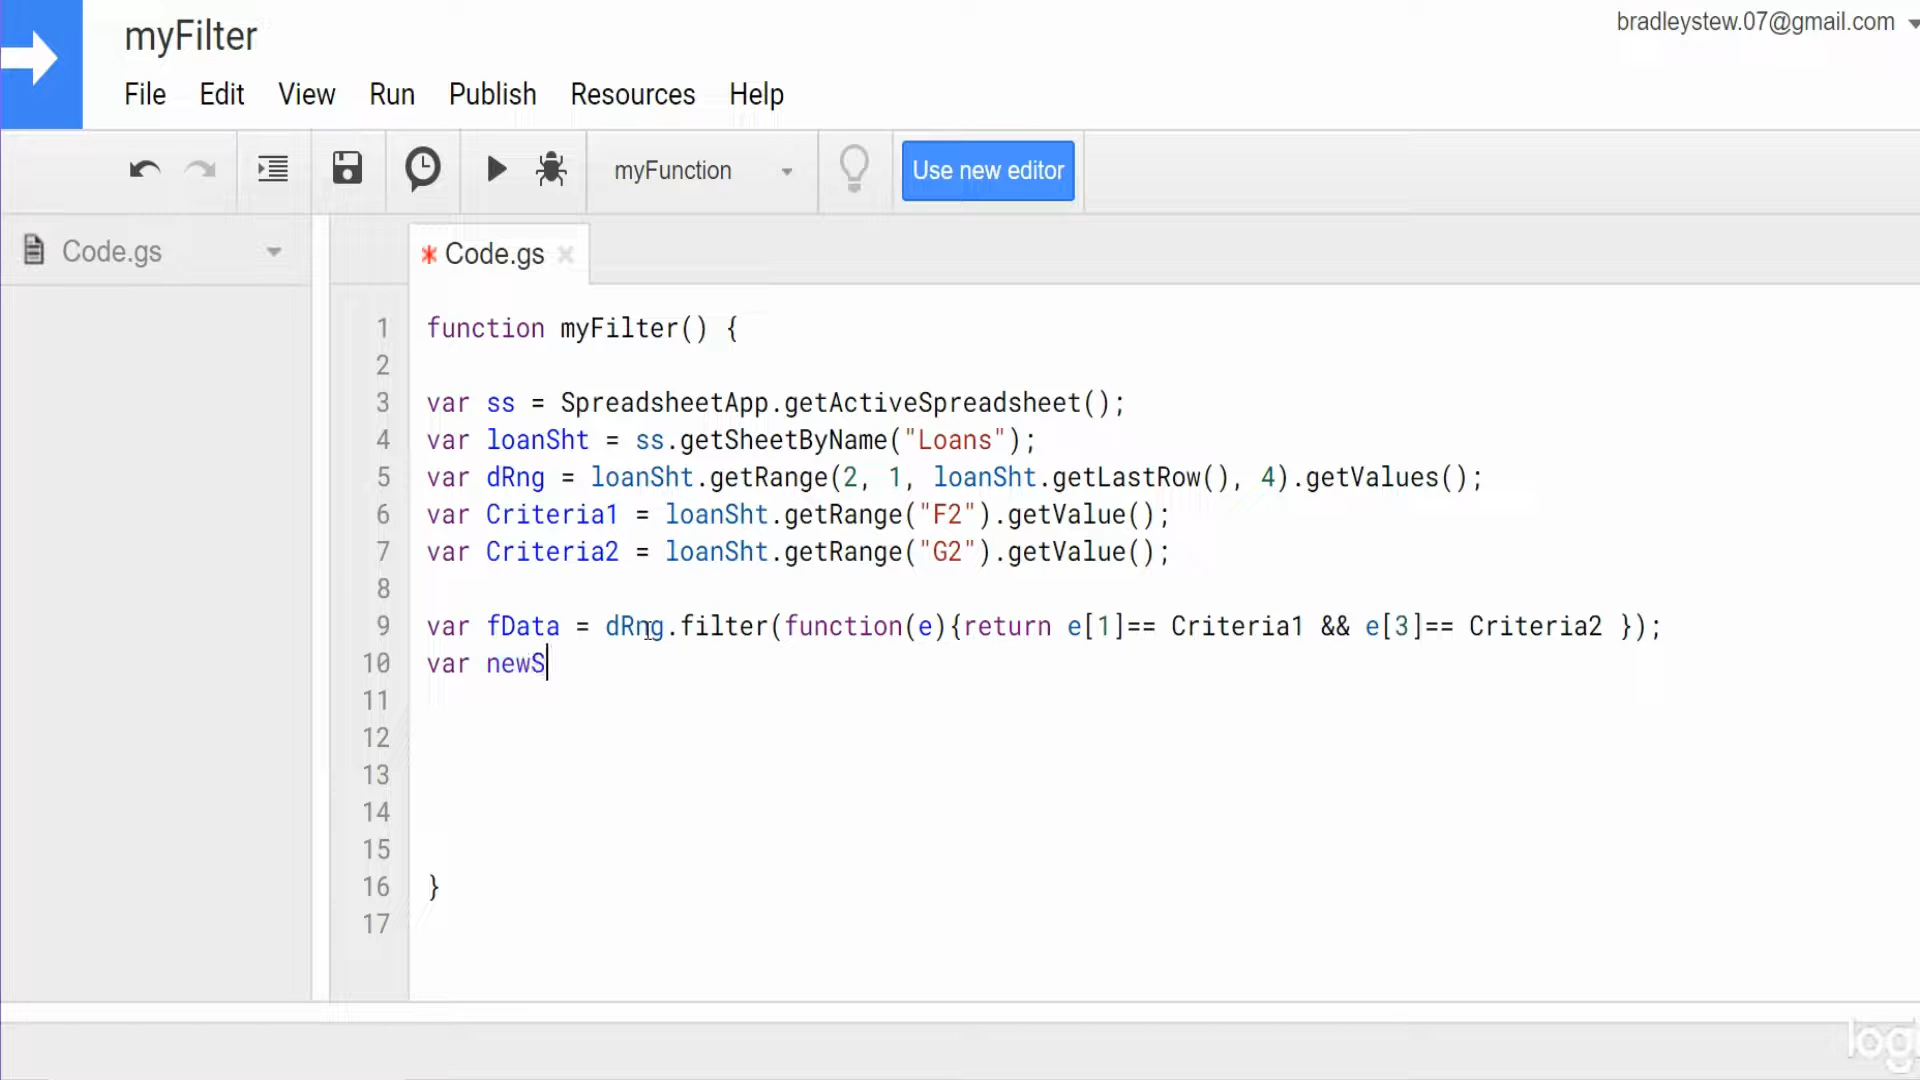 myFilter
bradleystew.07@gmail.com
File Edit View Run Publish Resources Help
myFunction
Use new editor
Code.gs
* Code.gs
1 function myFilter() {
2
3 var ss = SpreadsheetApp.getActiveSpreadsheet();
4 var loanSht = ss.getSheetByName("Loans");
5 var dRng = loanSht.getRange(2, 1, loanSht.getLastRow(), 4).getValues();
6 var Criteria1 = loanSht.getRange("F2").getValue();
7 var Criteria2 = loanSht.getRange("G2").getValue();
8
9 var fData = dRng.filter(function(e){return e[1]== Criteria1 && e[3]== Criteria2 });
10 var newS
11
12
13
14
15
16 }
17